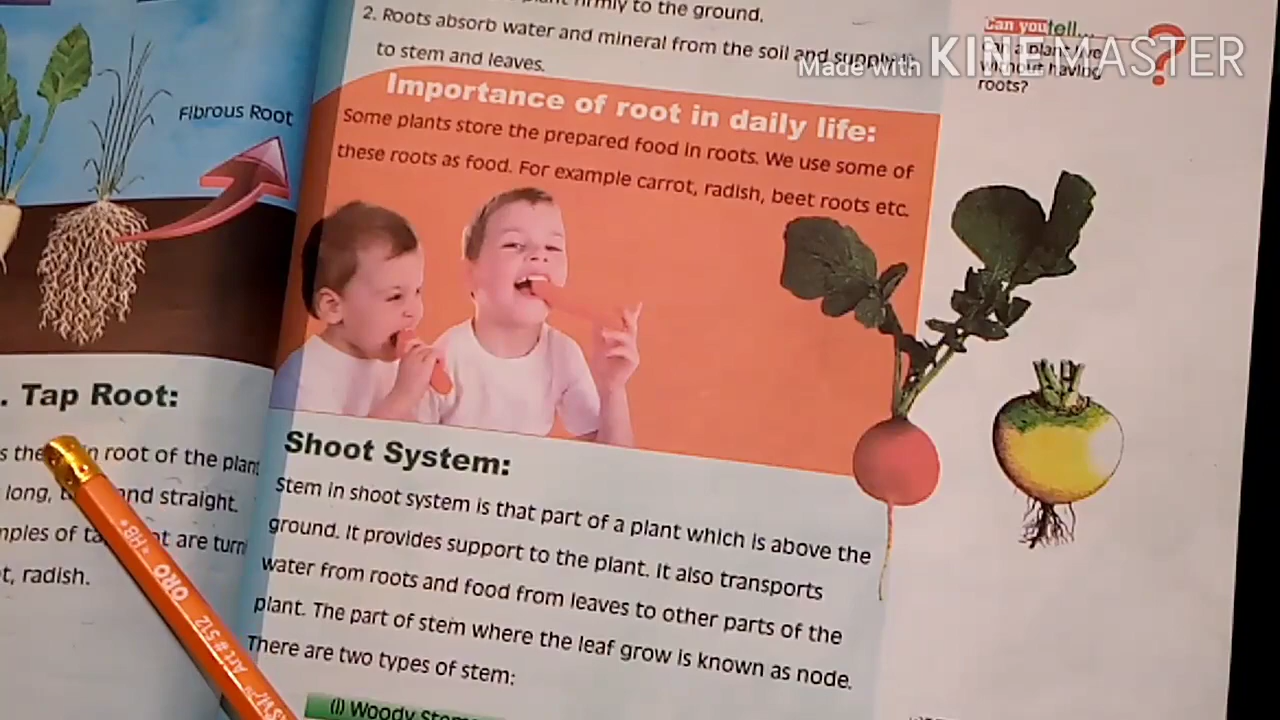 Fibrous Root
Tap Root:
root of the plant
long, and straight.
are
radish.
firmly to the ground.
2. Roots absorb water and mineral from the soil and supply
to stem and leaves.
Importance of root in daily life:
Some plants store the prepared food in roots. We use some of
these roots as food. For example carrot, radish, beet roots etc.
Shoot System:
Stem in shoot system is that part of a plant which is above the
ground. It provides support to the plant. It also transports
water from roots and food from leaves to other parts of the
plant. The part of stem where the leaf grow is known as node.
There are two types of stem:
(i) Woody
Can you tell...
without having
roots?
?
Made with KINEMASTER
HB ORO Art # 512